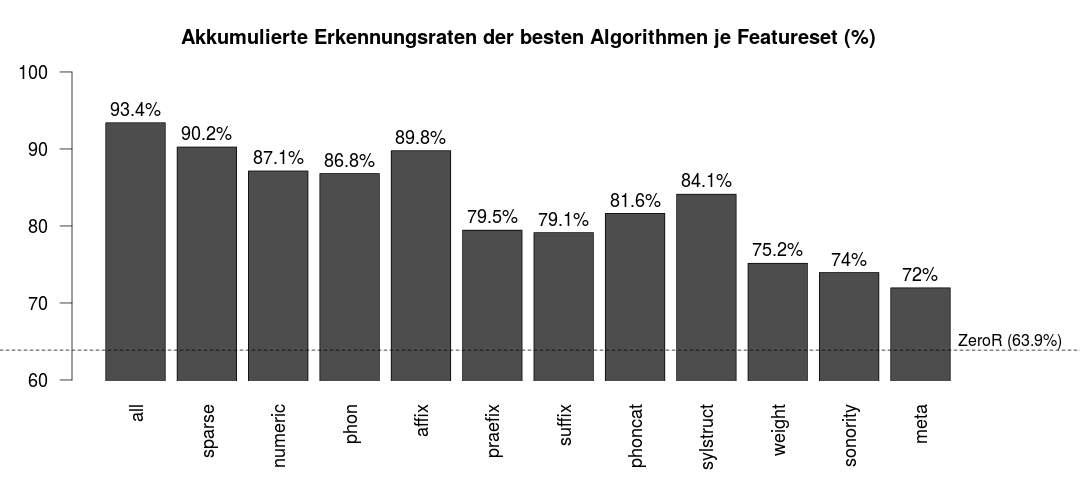 Akkumulierte Erkennungsraten der besten Algorithmen je Featureset (%)
100
90
80
70
60
93.4%
90.2%
87.1%
86.8%
89.8%
79.5%
79.1%
81.6%
84.1%
75.2%
74%
72%
ZeroR (63.9%)
all
sparse
numeric
phon
affix
praefix
suffix
phoncat
sylstruct
weight
sonority
meta